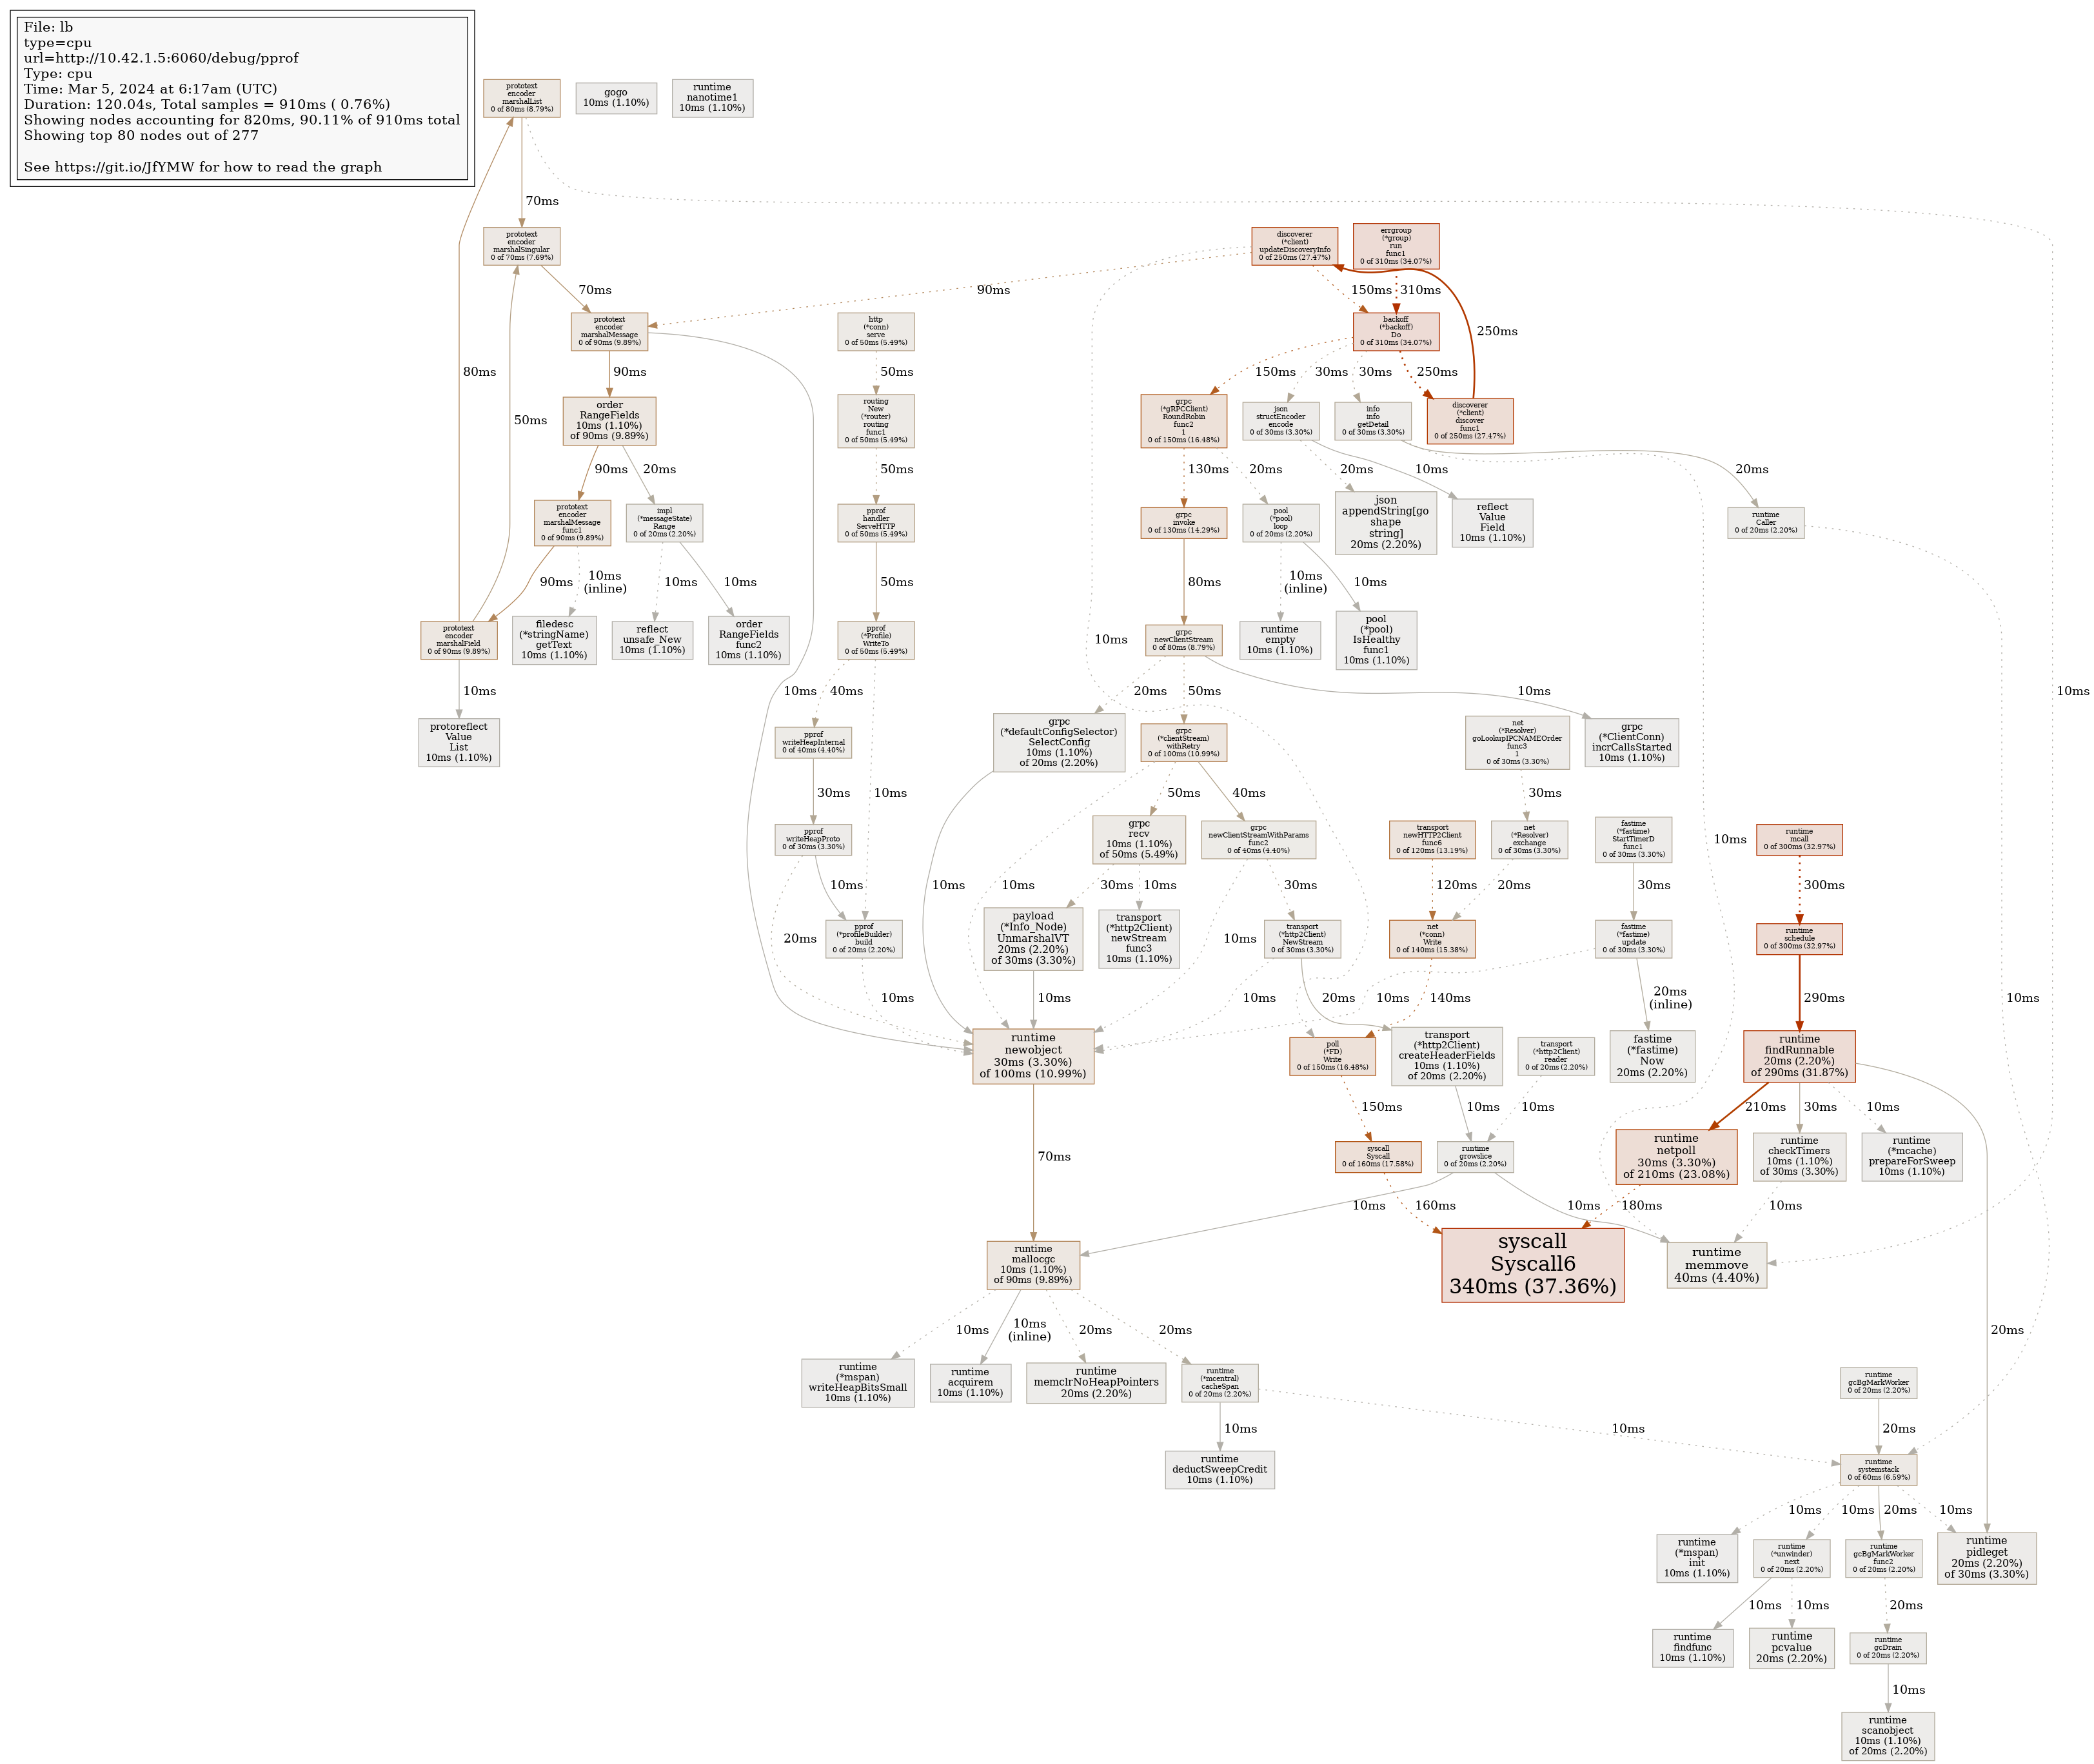 File: lb
type=cpu
url=http://10.42.1.5:6060/debug/pprof
Type: cpu
Time: Mar 5, 2024 at 6:17am (UTC)
Duration: 120.04s, Total samples = 910ms ( 0.76%)
Showing nodes accounting for 820ms, 90.11% of 910ms total
Showing top 80 nodes out of 277
See https://git.io/JfYMW for how to read the graph
prototext
encoder
marshalList
0 of 80ms (8.79%)
gogo
10ms (1.10%)
runtime
nanotime1
10ms (1.10%)
70ms
prototext
encoder
marshalSingular
0 of 70ms (7.69%)
discoverer
(*client)
updateDiscoveryInfo
0 of 250ms (27.47%)
errgroup
(*group)
run
func1
0 of 310ms (34.07%)
70ms
90ms
150ms
310ms
250ms
prototext
encoder
marshalMessage
0 of 90ms (9.89%)
http
(*conn)
serve
0 of 50ms (5.49%)
backoff
(*backoff)
Do
0 of 310ms (34.07%)
80ms
90ms
50ms
150ms
30ms
30ms
250ms
order
RangeFields
10ms (1.10%)
of 90ms (9.89%)
routing
New
(*router)
routing
func1
0 of 50ms (5.49%)
grpc
(*gRPCClient)
RoundRobin
func2
1
0 of 150ms (16.48%)
json
structEncoder
encode
0 of 30ms (3.30%)
info
info
getDetail
0 of 30ms (3.30%)
discoverer
(*client)
discover
func1
0 of 250ms (27.47%)
50ms
90ms
20ms
50ms
130ms
20ms
20ms
10ms
20ms
prototext
encoder
marshalMessage
func1
0 of 90ms (9.89%)
impl
(*messageState)
Range
0 of 20ms (2.20%)
pprof
handler
ServeHTTP
0 of 50ms (5.49%)
grpc
invoke
0 of 130ms (14.29%)
pool
(*pool)
loop
0 of 20ms (2.20%)
json
appendString[go
shape
string]
20ms (2.20%)
reflect
Value
Field
10ms (1.10%)
runtime
Caller
0 of 20ms (2.20%)
90ms
10ms
(inline)
10ms
10ms
50ms
80ms
10ms
(inline)
10ms
prototext
encoder
marshalField
0 of 90ms (9.89%)
filedesc
(*stringName)
getText
10ms (1.10%)
reflect
unsafe_New
10ms (1.10%)
order
RangeFields
func2
10ms (1.10%)
pprof
(*Profile)
WriteTo
0 of 50ms (5.49%)
10ms
grpc
newClientStream
0 of 80ms (8.79%)
runtime
empty
10ms (1.10%)
pool
(*pool)
IsHealthy
func1
10ms (1.10%)
10ms
10ms
40ms
20ms
50ms
10ms
10ms
protoreflect
Value
List
10ms (1.10%)
pprof
writeHeapInternal
0 of 40ms (4.40%)
grpc
(*defaultConfigSelector)
SelectConfig
10ms (1.10%)
of 20ms (2.20%)
grpc
(*clientStream)
withRetry
0 of 100ms (10.99%)
net
(*Resolver)
goLookupIPCNAMEOrder
func3
1
0 of 30ms (3.30%)
grpc
(*ClientConn)
incrCallsStarted
10ms (1.10%)
30ms
10ms
50ms
40ms
30ms
pprof
writeHeapProto
0 of 30ms (3.30%)
grpc
recv
10ms (1.10%)
of 50ms (5.49%)
grpc
newClientStreamWithParams
func2
0 of 40ms (4.40%)
transport
newHTTP2Client
func6
0 of 120ms (13.19%)
net
(*Resolver)
exchange
0 of 30ms (3.30%)
fastime
(*fastime)
StartTimerD
func1
0 of 30ms (3.30%)
10ms
runtime
mcall
0 of 300ms (32.97%)
10ms
10ms
10ms
30ms
10ms
30ms
120ms
20ms
30ms
300ms
20ms
pprof
(*profileBuilder)
build
0 of 20ms (2.20%)
payload
(*Info_Node)
UnmarshalVT
20ms (2.20%)
of 30ms (3.30%)
transport
(*http2Client)
newStream
func3
10ms (1.10%)
10ms
transport
(*http2Client)
NewStream
0 of 30ms (3.30%)
net
(*conn)
Write
0 of 140ms (15.38%)
fastime
(*fastime)
update
0 of 30ms (3.30%)
runtime
schedule
0 of 300ms (32.97%)
10ms
10ms
10ms
20ms
10ms
140ms
20ms
(inline)
290ms
10ms
runtime
newobject
30ms (3.30%)
of 100ms (10.99%)
poll
(*FD)
Write
0 of 150ms (16.48%)
transport
(*http2Client)
createHeaderFields
10ms (1.10%)
of 20ms (2.20%)
transport
(*http2Client)
reader
0 of 20ms (2.20%)
fastime
(*fastime)
Now
20ms (2.20%)
runtime
findRunnable
20ms (2.20%)
of 290ms (31.87%)
70ms
150ms
10ms
10ms
210ms
30ms
10ms
syscall
Syscall
0 of 160ms (17.58%)
runtime
growslice
0 of 20ms (2.20%)
runtime
netpoll
30ms (3.30%)
of 210ms (23.08%)
runtime
checkTimers
10ms (1.10%)
of 30ms (3.30%)
runtime
(*mcache)
prepareForSweep
10ms (1.10%)
10ms
160ms
10ms
180ms
10ms
runtime
mallocgc
10ms (1.10%)
of 90ms (9.89%)
syscall
Syscall6
340ms (37.36%)
runtime
memmove
40ms (4.40%)
10ms
10ms
(inline)
20ms
20ms
20ms
runtime
(*mspan)
writeHeapBitsSmall
10ms (1.10%)
runtime
acquirem
10ms (1.10%)
runtime
memclrNoHeapPointers
20ms (2.20%)
runtime
(*mcentral)
cacheSpan
0 of 20ms (2.20%)
runtime
gcBgMarkWorker
0 of 20ms (2.20%)
10ms
10ms
20ms
runtime
deductSweepCredit
10ms (1.10%)
runtime
systemstack
0 of 60ms (6.59%)
10ms
10ms
20ms
10ms
runtime
(*mspan)
init
10ms (1.10%)
runtime
(*unwinder)
next
0 of 20ms (2.20%)
runtime
gcBgMarkWorker
func2
0 of 20ms (2.20%)
runtime
pidleget
20ms (2.20%)
of 30ms (3.30%)
10ms
10ms
20ms
runtime
findfunc
10ms (1.10%)
runtime
pcvalue
20ms (2.20%)
runtime
gcDrain
0 of 20ms (2.20%)
10ms
runtime
scanobject
10ms (1.10%)
of 20ms (2.20%)